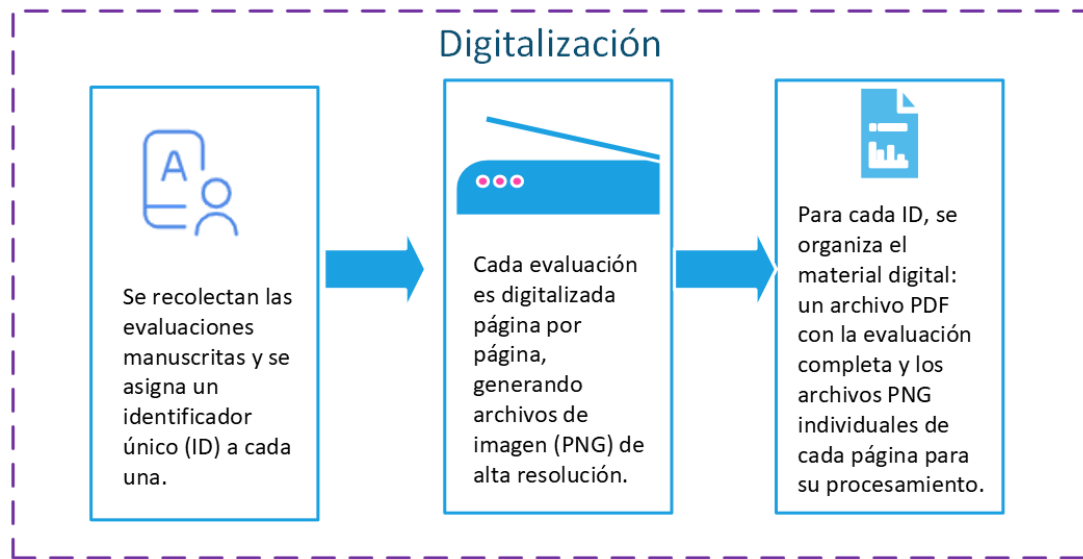 Digitalización
Se recolectan las
evaluaciones
manuscritas y se
asigna un
identificador
único (ID) a cada
una.
Cada evaluación
es digitalizada
página por
página,
generando
archivos de
imagen (PNG) de
alta resolución.
Para cada ID, se
organiza el
material digital:
un archivo PDF
con la evaluación
completa y los
archivos PNG
individuales de
cada página para
su procesamiento.